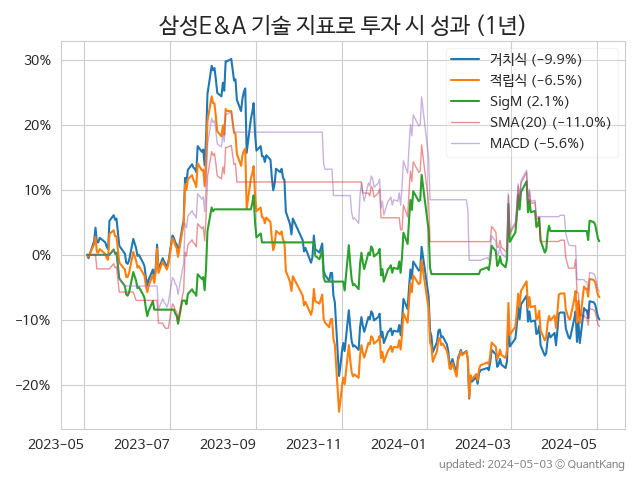 삼성E&A 기술 지표로 투자 시 성과 (1년)
거치식 (−9.9%)
적립식 (−6.5%)
SigM (2.1%)
SMA(20) (−11.0%)
MACD (−5.6%)
30%
20%
10%
0%
−10%
−20%
2023-05 2023-07 2023-09 2023-11 2024-01 2024-03 2024-05
updated: 2024-05-03 © QuantKang